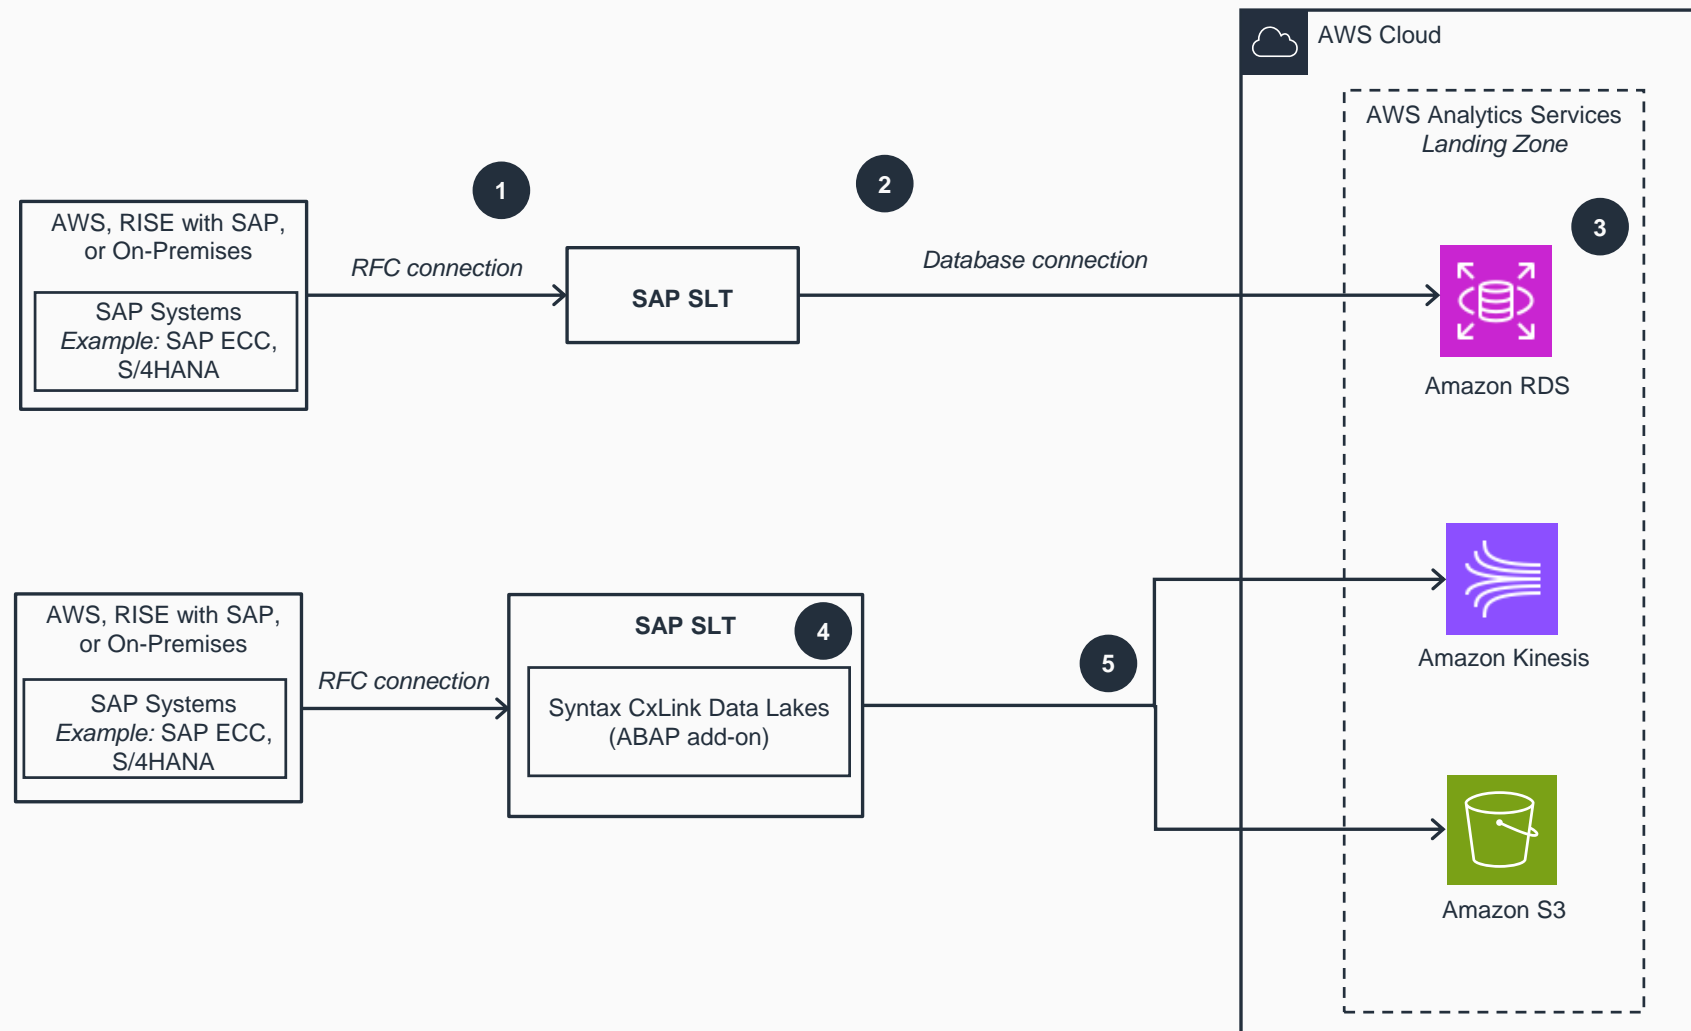 AWS Cloud
AWS Analytics Services
Landing Zone
1
2
3
AWS, RISE with SAP,
or On-Premises
SAP Systems
Example: SAP ECC,
S/4HANA
RFC connection
SAP SLT
Database connection
Amazon RDS
AWS, RISE with SAP,
or On-Premises
SAP Systems
Example: SAP ECC,
S/4HANA
RFC connection
SAP SLT
4
Syntax CxLink Data Lakes
(ABAP add-on)
5
Amazon Kinesis
Amazon S3